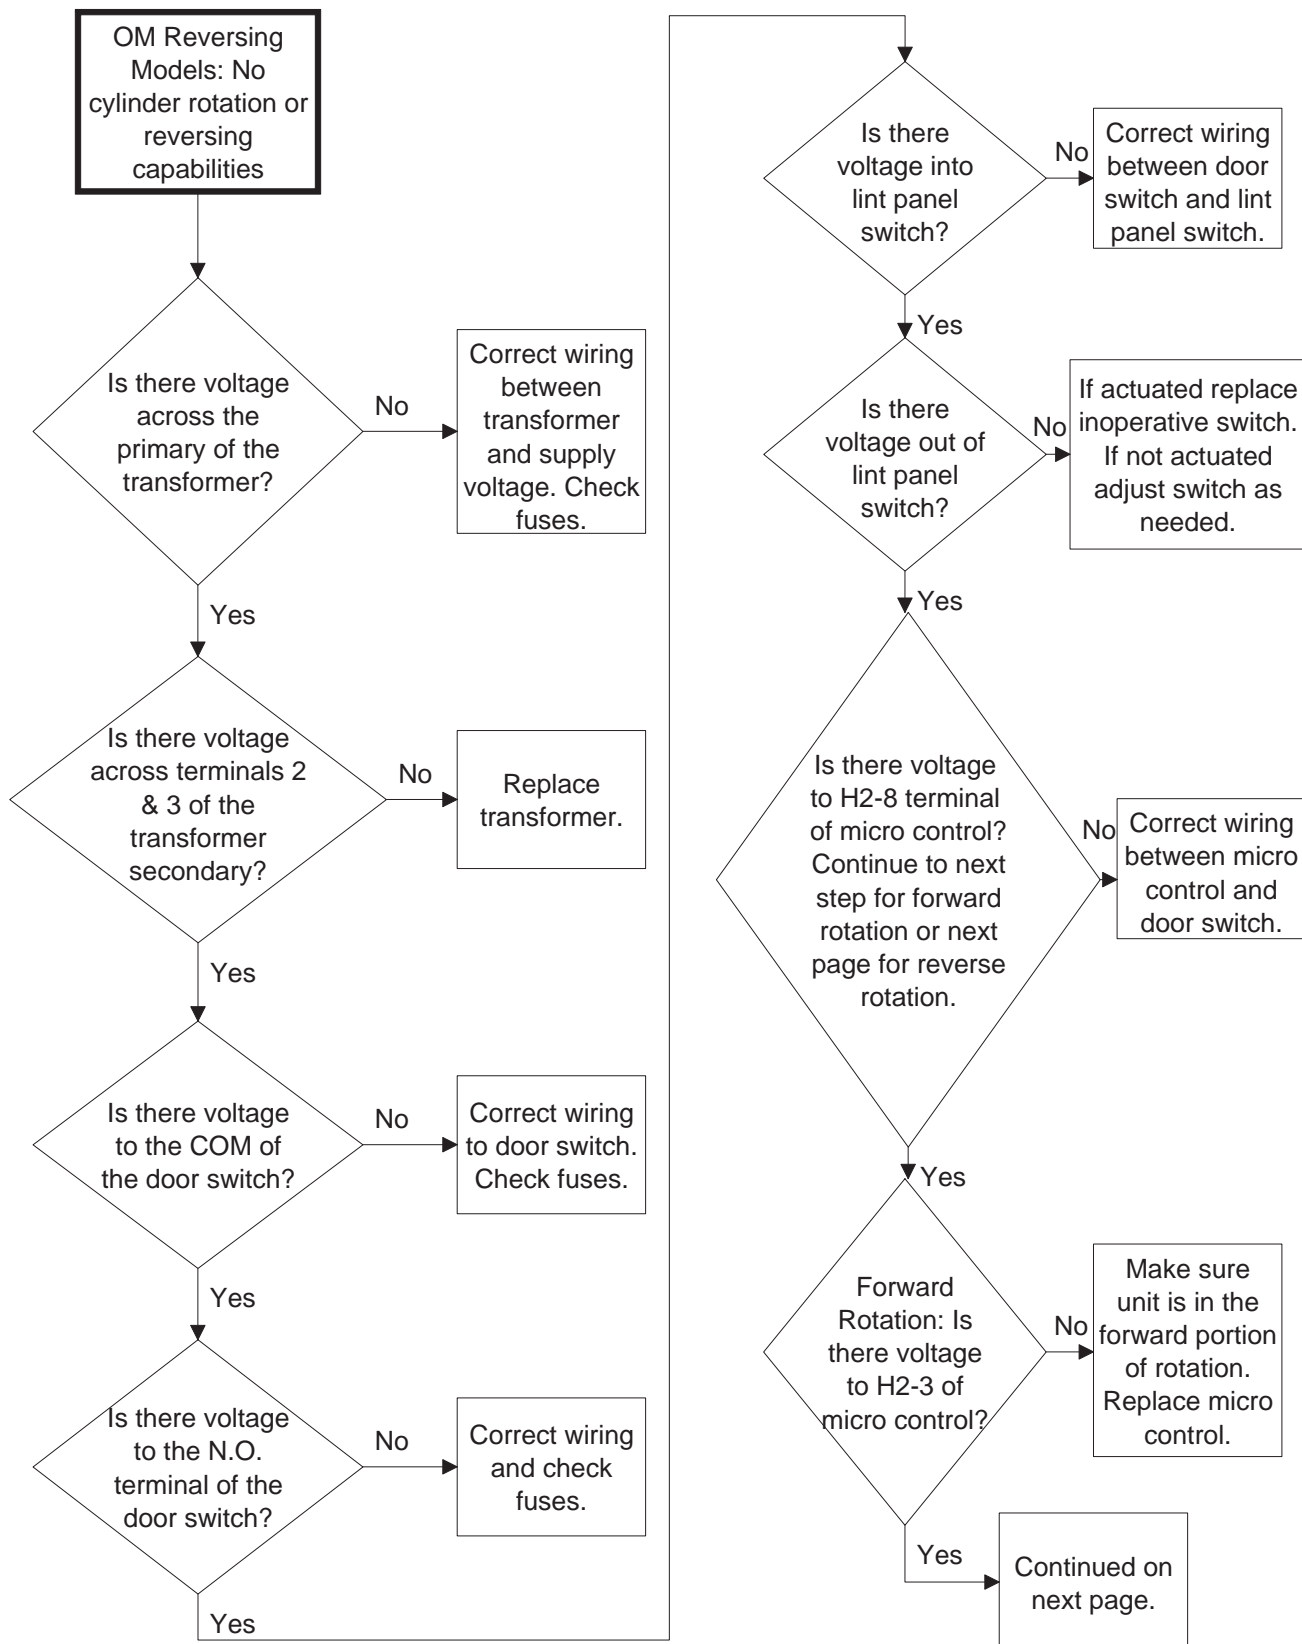 OM Reversing
Models: No
cylinder rotation or
reversing
capabilities
Is there voltage
across the
primary of the
transformer?
No
Correct wiring
between
transformer
and supply
voltage. Check
fuses.
Yes
Is there voltage
across terminals 2
& 3 of the
transformer
secondary?
No
Replace
transformer.
Yes
Is there voltage
to the COM of
the door switch?
No
Correct wiring
to door switch.
Check fuses.
Yes
Is there voltage
to the N.O.
terminal of the
door switch?
No
Correct wiring
and check
fuses.
Yes
Is there
voltage into
lint panel
switch?
No
Correct wiring
between door
switch and lint
panel switch.
Yes
Is there
voltage out of
lint panel
switch?
No
If actuated replace
inoperative switch.
If not actuated
adjust switch as
needed.
Yes
Is there voltage
to H2-8 terminal
of micro control?
Continue to next
step for forward
rotation or next
page for reverse
rotation.
No
Correct wiring
between micro
control and
door switch.
Yes
Forward
Rotation: Is
there voltage
to H2-3 of
micro control?
No
Make sure
unit is in the
forward portion
of rotation.
Replace micro
control.
Yes
Continued on
next page.